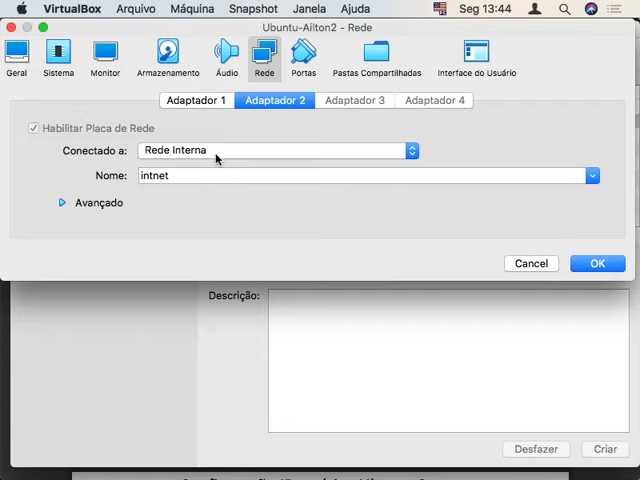 VirtualBox Arquivo Máquina Snapshot Janela Ajuda Seg 13:44
Ubuntu-Ailton2 - Rede
Geral Sistema Monitor Armazenamento Áudio Rede Portas Pastas Compartilhadas Interface do Usuário
Adaptador 1 Adaptador 2 Adaptador 3 Adaptador 4
Habilitar Placa de Rede
Conectado a: Rede Interna
Nome: intnet
Avançado
Cancel OK
Descrição:
Desfazer Criar